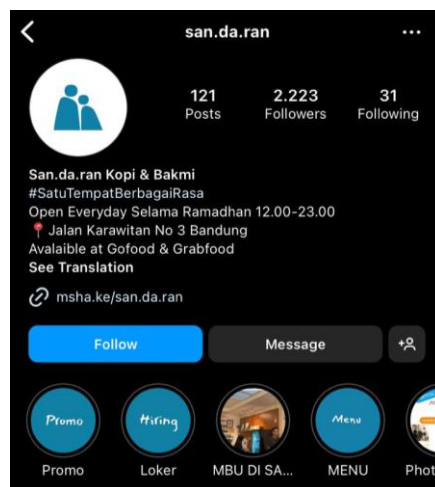 san.da.ran
121 2.223 31
Posts Followers Following
San.da.ran Kopi & Bakmi
#SatuTempatBerbagaiRasa
Open Everyday Selama Ramadhan 12.00-23.00
Jalan Karawitan No 3 Bandung
Avalaible at Gofood & Grabfood
See Translation
msha.ke/san.da.ran
Follow Message
Promo Hiring Menu
Promo Loker MBU DI SA... MENU Phot